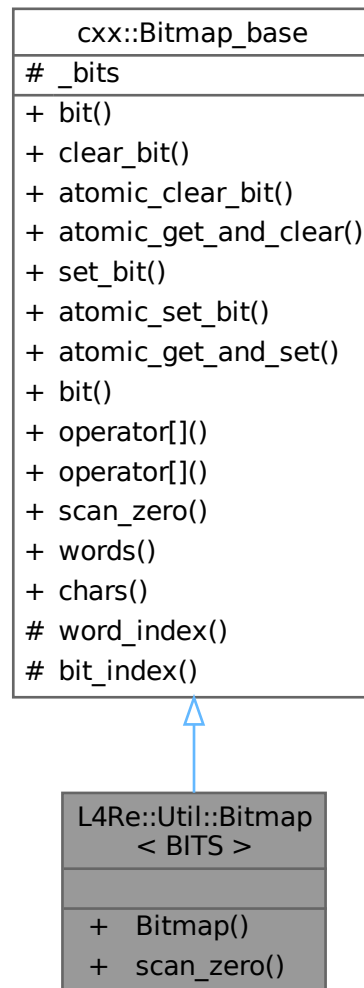 cxx::Bitmap_base
# _bits
+ bit()
+ clear_bit()
+ atomic_clear_bit()
+ atomic_get_and_clear()
+ set_bit()
+ atomic_set_bit()
+ atomic_get_and_set()
+ bit()
+ operator[]()
+ operator[]()
+ scan_zero()
+ words()
+ chars()
# word_index()
# bit_index()
L4Re::Util::Bitmap
< BITS >
+ Bitmap()
+ scan_zero()